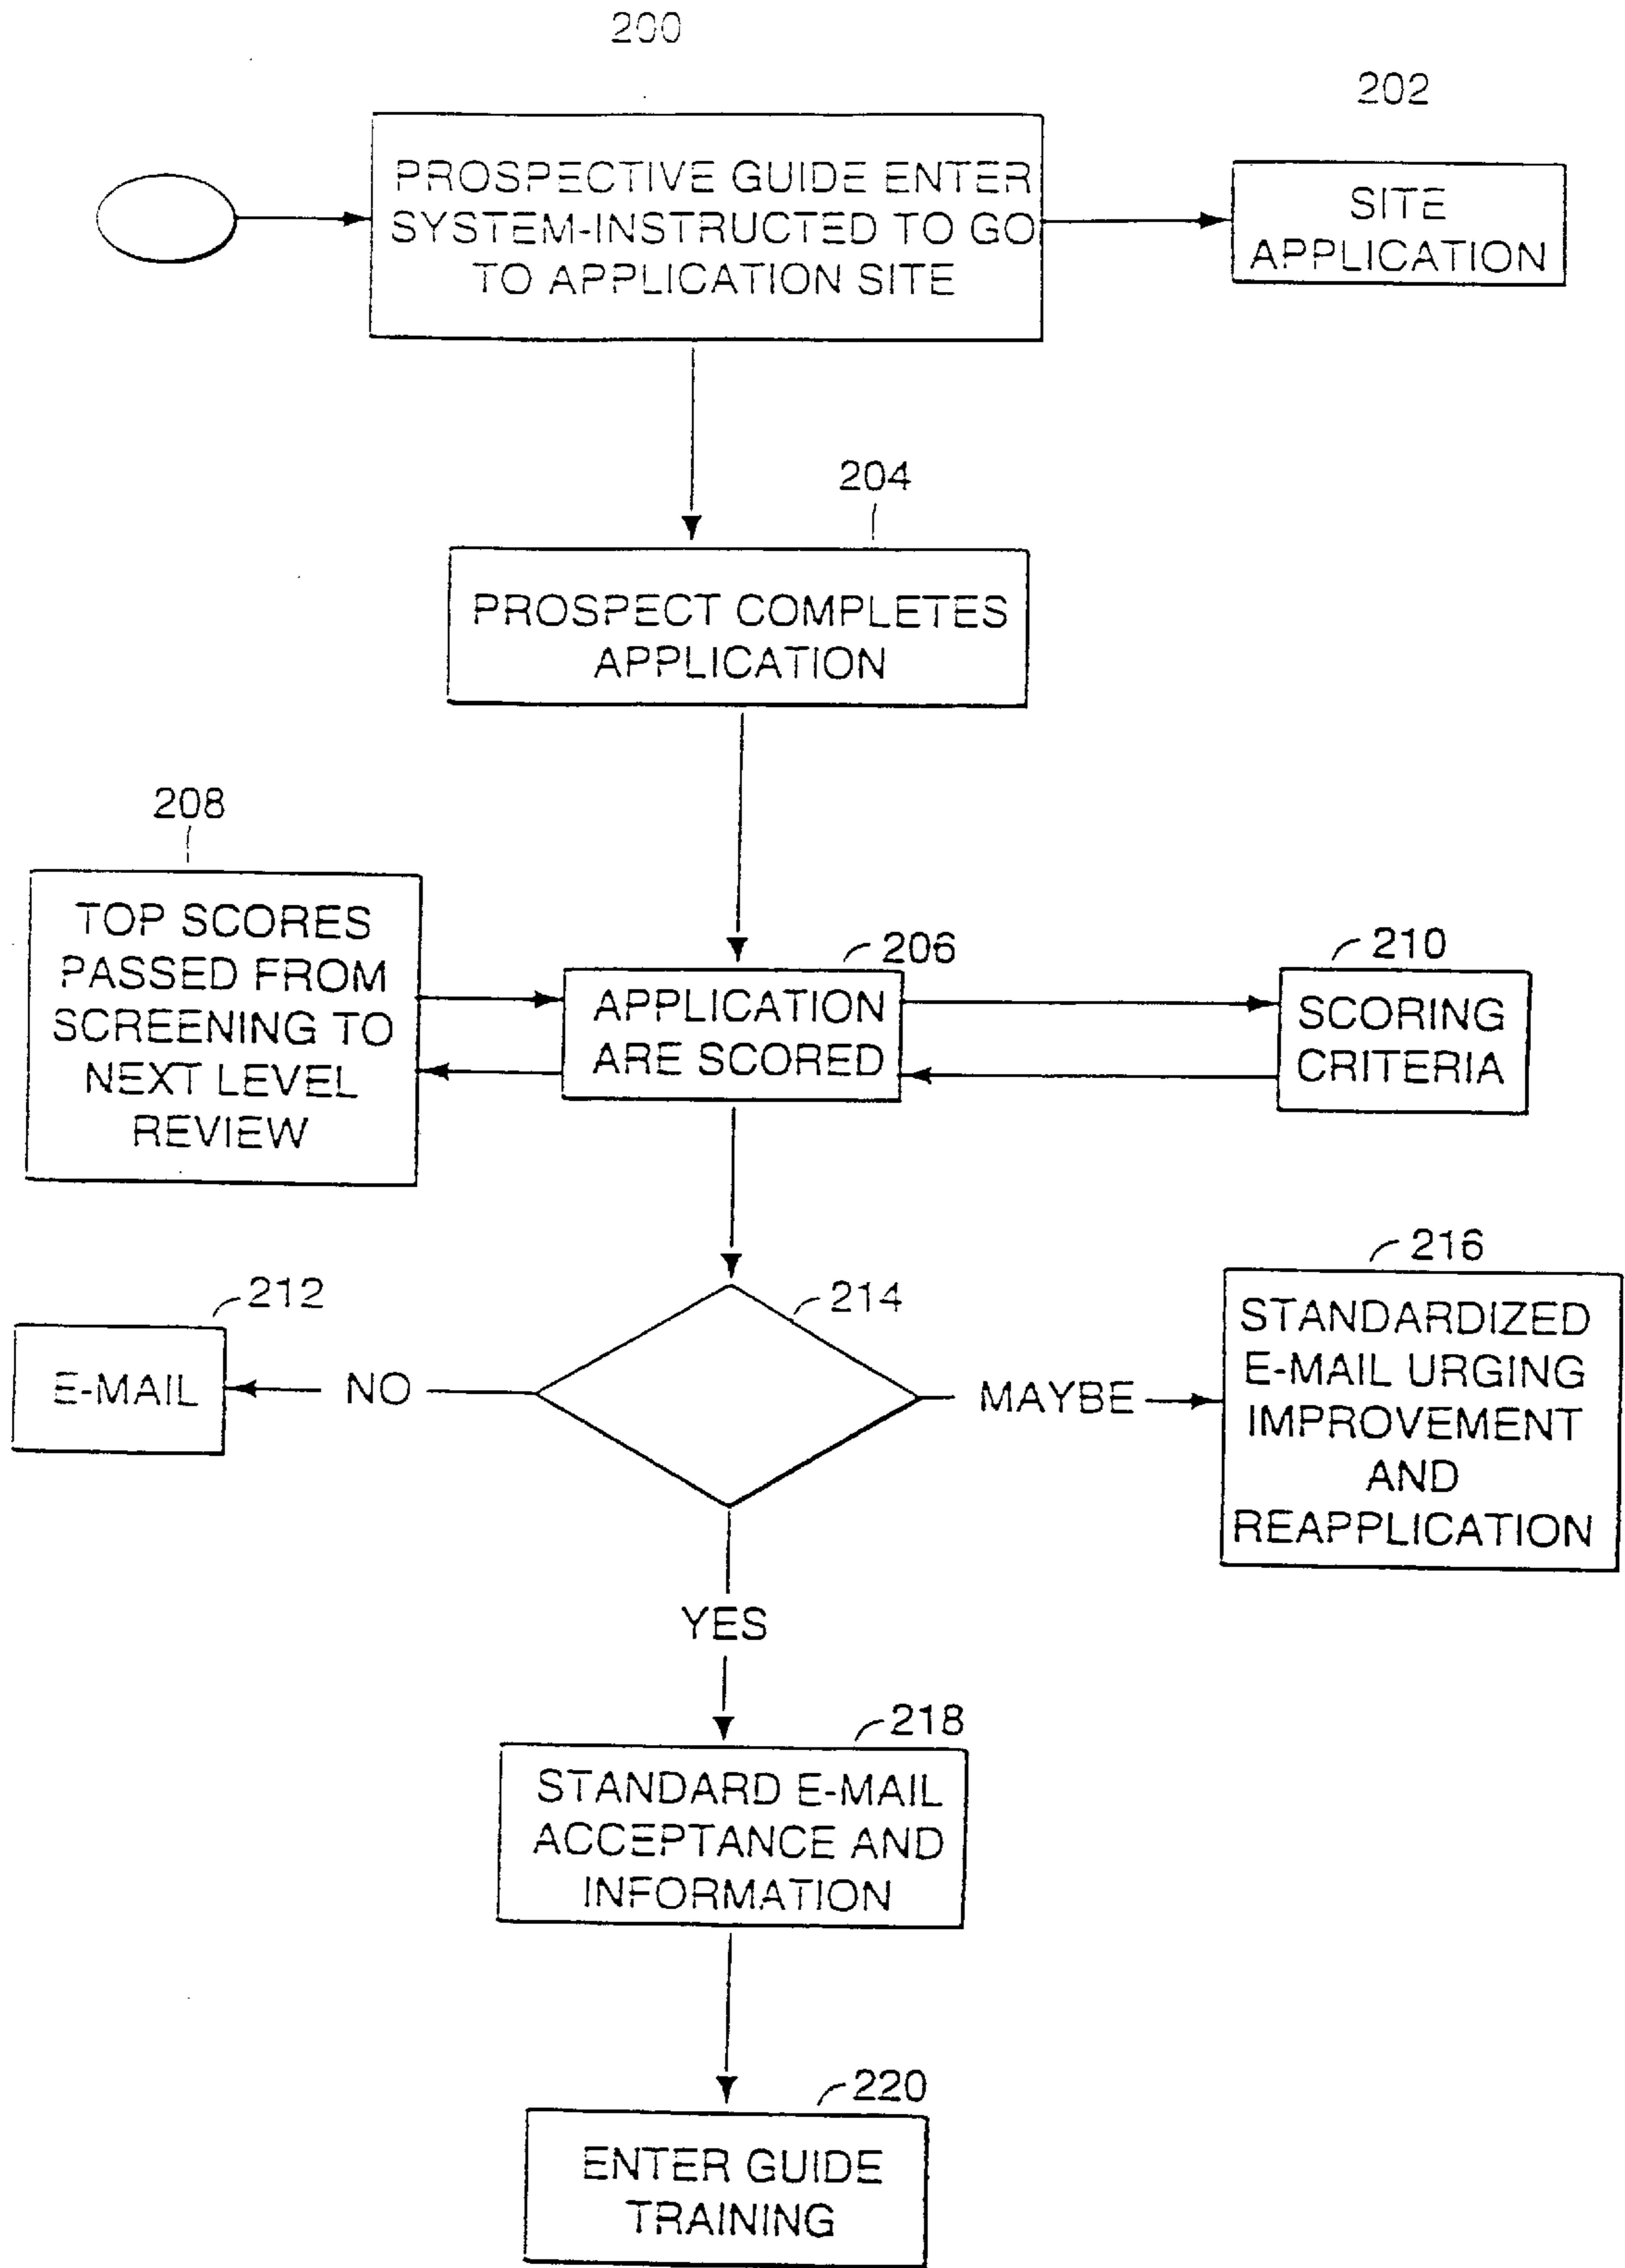 200
202
PROSPECTIVE GUIDE ENTER
SYSTEM-INSTRUCTED TO GO
TO APPLICATION SITE
SITE
APPLICATION
204
PROSPECT COMPLETES
APPLICATION
208
TOP SCORES
PASSED FROM
SCREENING TO
NEXT LEVEL
REVIEW
206
APPLICATION
ARE SCORED
210
SCORING
CRITERIA
212
E-MAIL
NO
214
MAYBE
216
STANDARDIZED
E-MAIL URGING
IMPROVEMENT
AND
REAPPLICATION
YES
218
STANDARD E-MAIL
ACCEPTANCE AND
INFORMATION
220
ENTER GUIDE
TRAINING